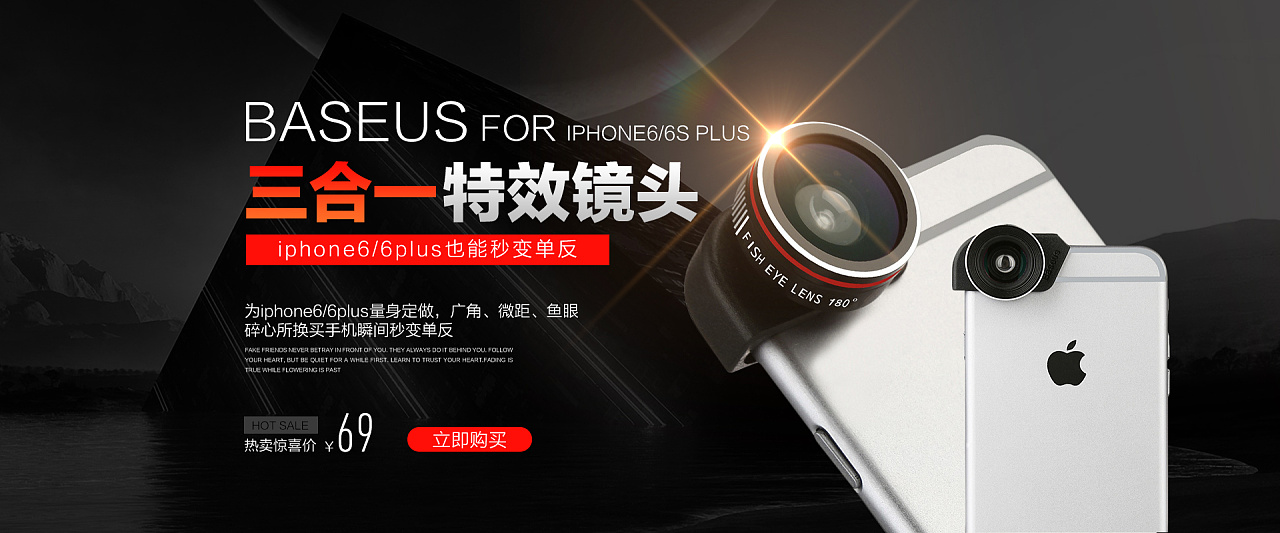 BASEUS FOR IPHONE6/6S PLUS
三合一特效镜头
iphone6/6plus也能秒变单反
为iphone6/6plus量身定做，广角、微距、鱼眼
碎心所换买手机瞬间秒变单反
FAKE FRIENDS NEVER BETRAY IN FRONT OF YOU. THEY ALWAYS DO IT BEHIND YOU. FOLLOW
YOUR HEART, BUT BE QUIET FOR A WHILE FIRST, LEARN TO TRUST YOUR HEART.FADING IS
TRUE WHILE FLOWERING IS PAST
HOT SALE
热卖惊喜价 ￥69
立即购买
FISH EYE LENS 180°